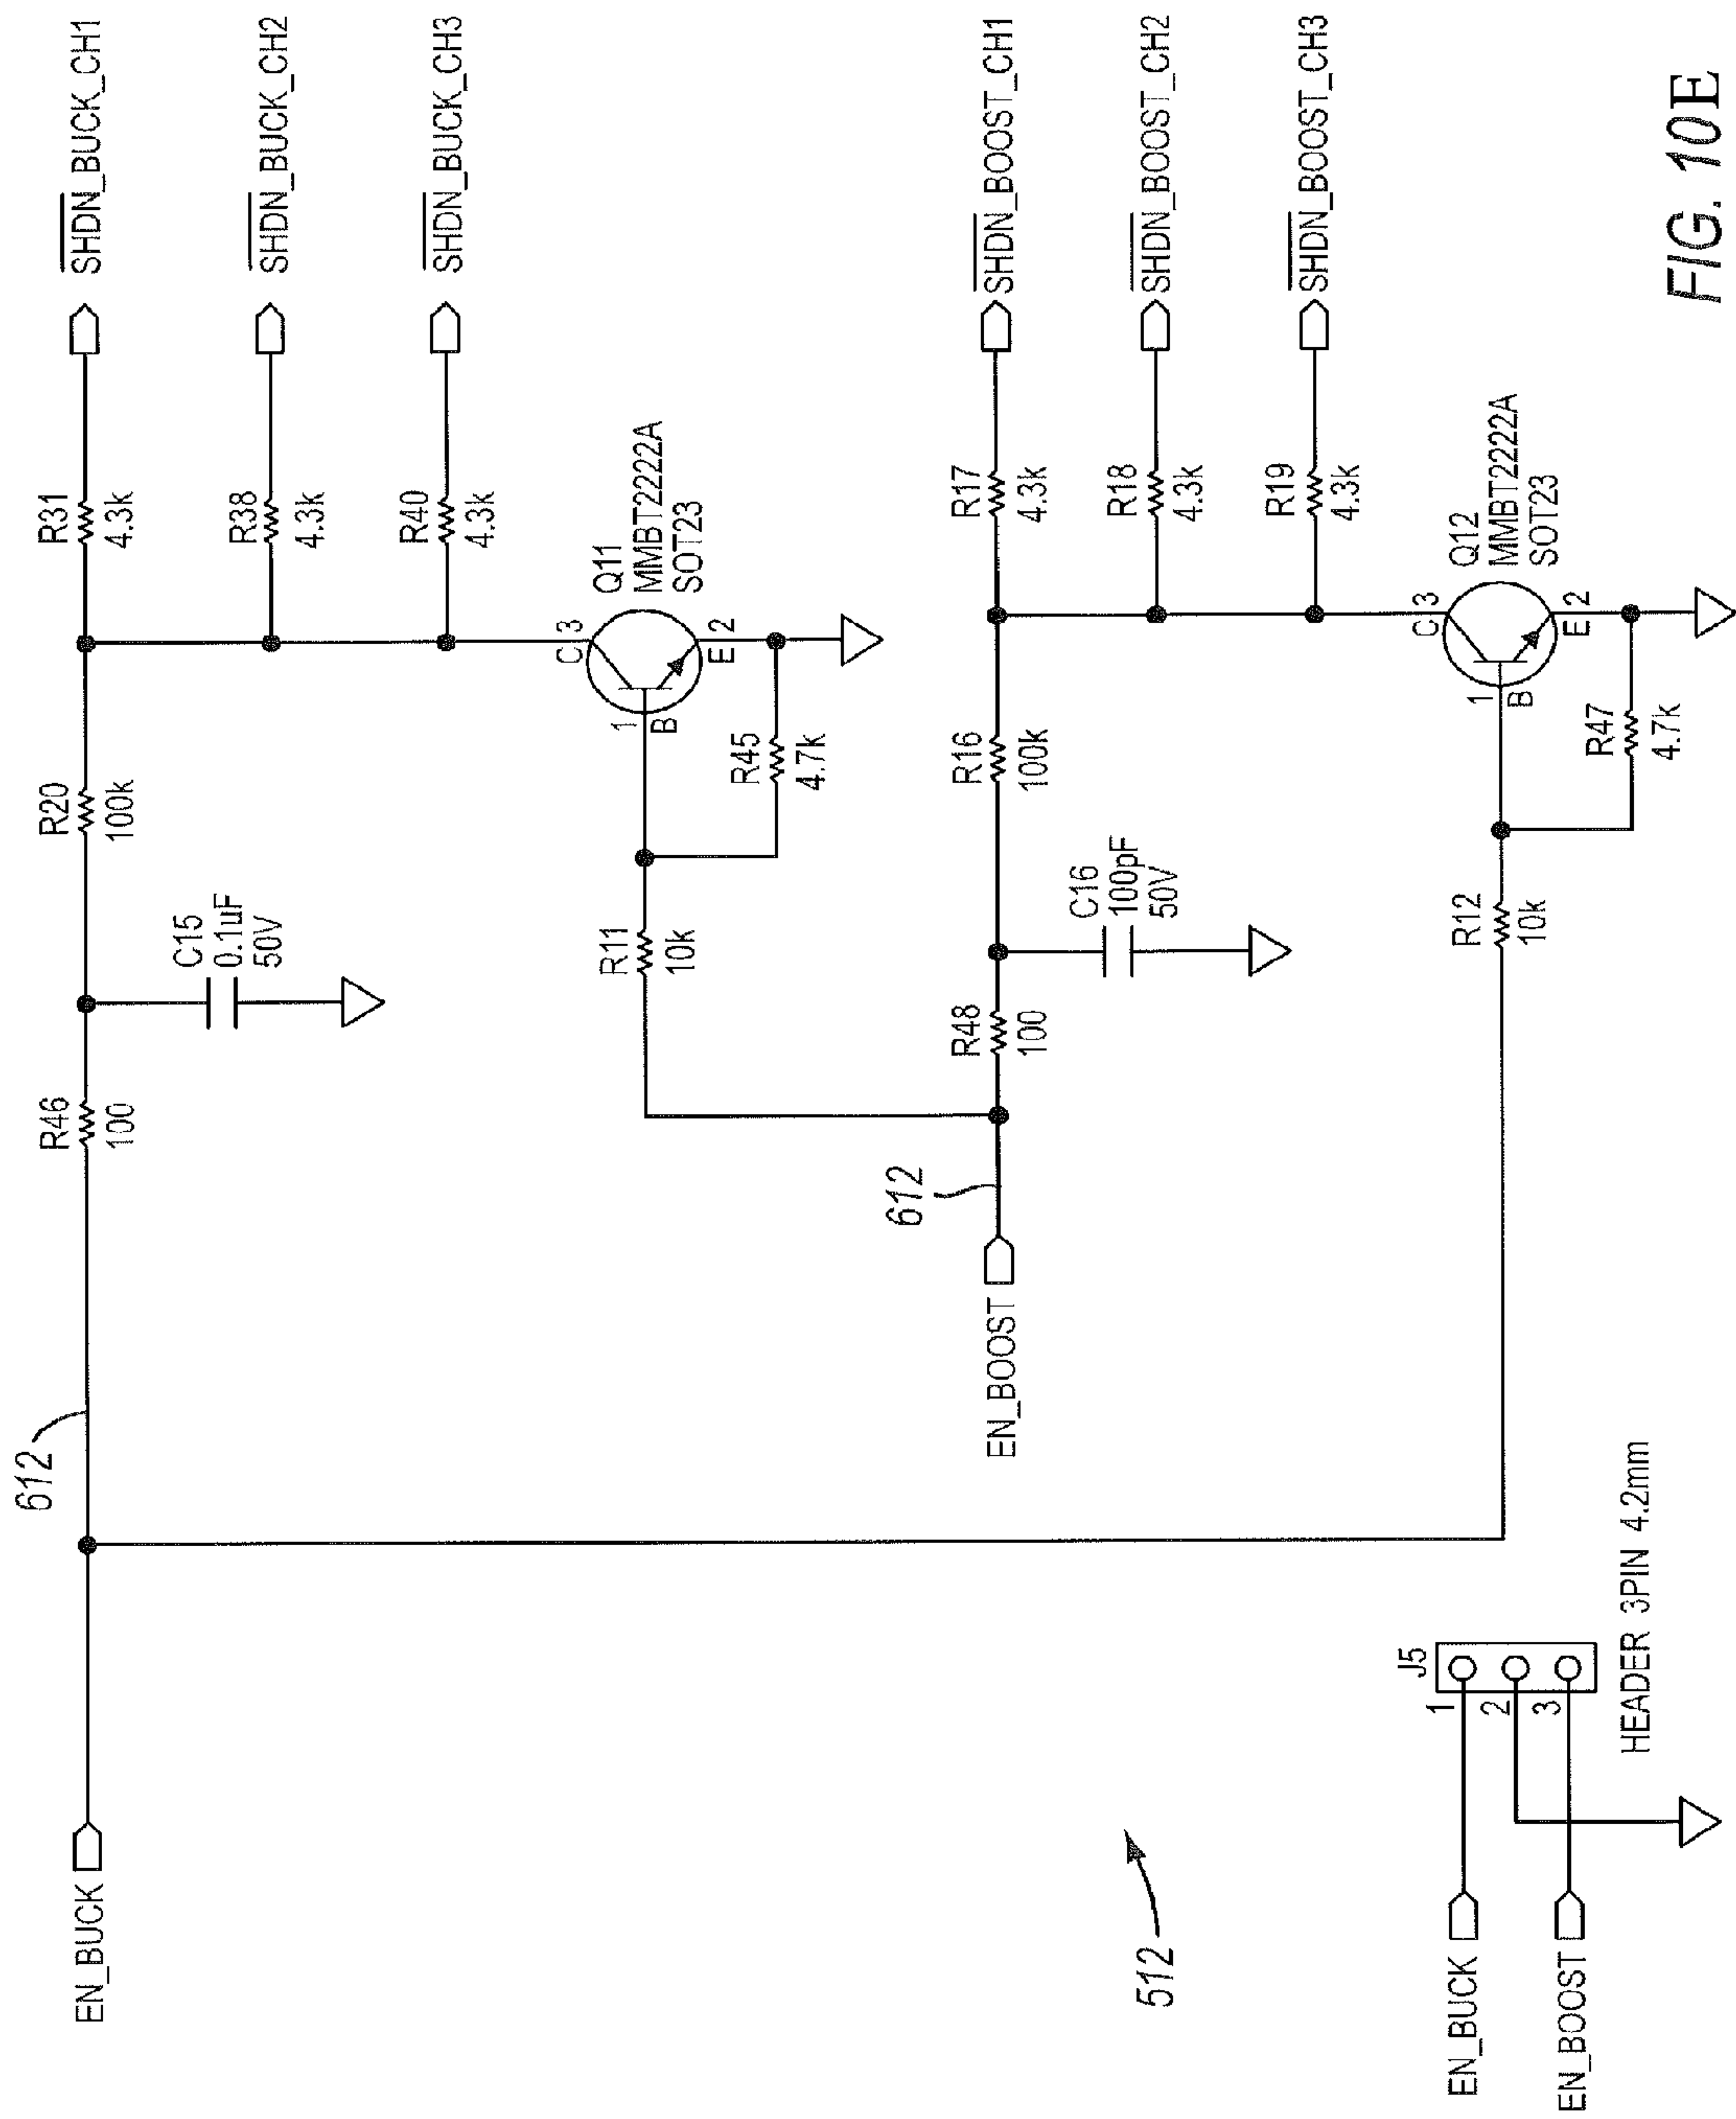 EN_BUCK
612
R46
100
C15
0.1uF
50V
R20
100k
R31
4.3k
SHDN_BUCK_CH1
R38
4.3k
SHDN_BUCK_CH2
R40
4.3k
SHDN_BUCK_CH3
R11
10k
1
B
C 3
E 2
Q11
MMBT2222A
SOT23
R45
4.7k
EN_BOOST
612
R48
100
C16
100pF
50V
R16
100k
R17
4.3k
SHDN_BOOST_CH1
R18
4.3k
SHDN_BOOST_CH2
R19
4.3k
SHDN_BOOST_CH3
R12
10k
1
B
C 3
E 2
Q12
MMBT2222A
SOT23
R47
4.7k
512
EN_BUCK
EN_BOOST
J5
1
2
3
HEADER 3PIN 4.2mm
FIG. 10E